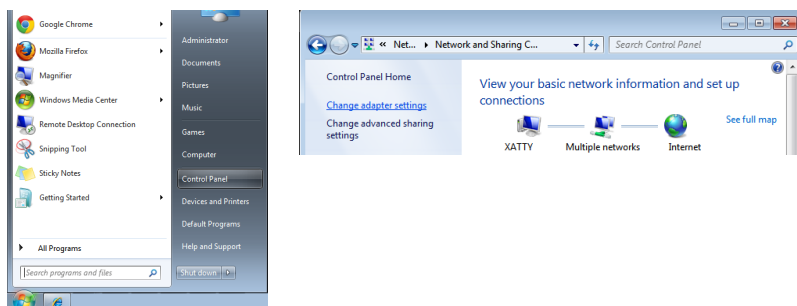 Google Chrome
Mozilla Firefox
Magnifier
Windows Media Center
Remote Desktop Connection
Snipping Tool
Sticky Notes
Getting Started
All Programs
Search programs and files
Administrator
Documents
Pictures
Music
Games
Computer
Control Panel
Devices and Printers
Default Programs
Help and Support
Shut down
« Net... Network and Sharing C...
Search Control Panel
Control Panel Home
Change adapter settings
Change advanced sharing
settings
View your basic network information and set up
connections
See full map
XATTY Multiple networks Internet